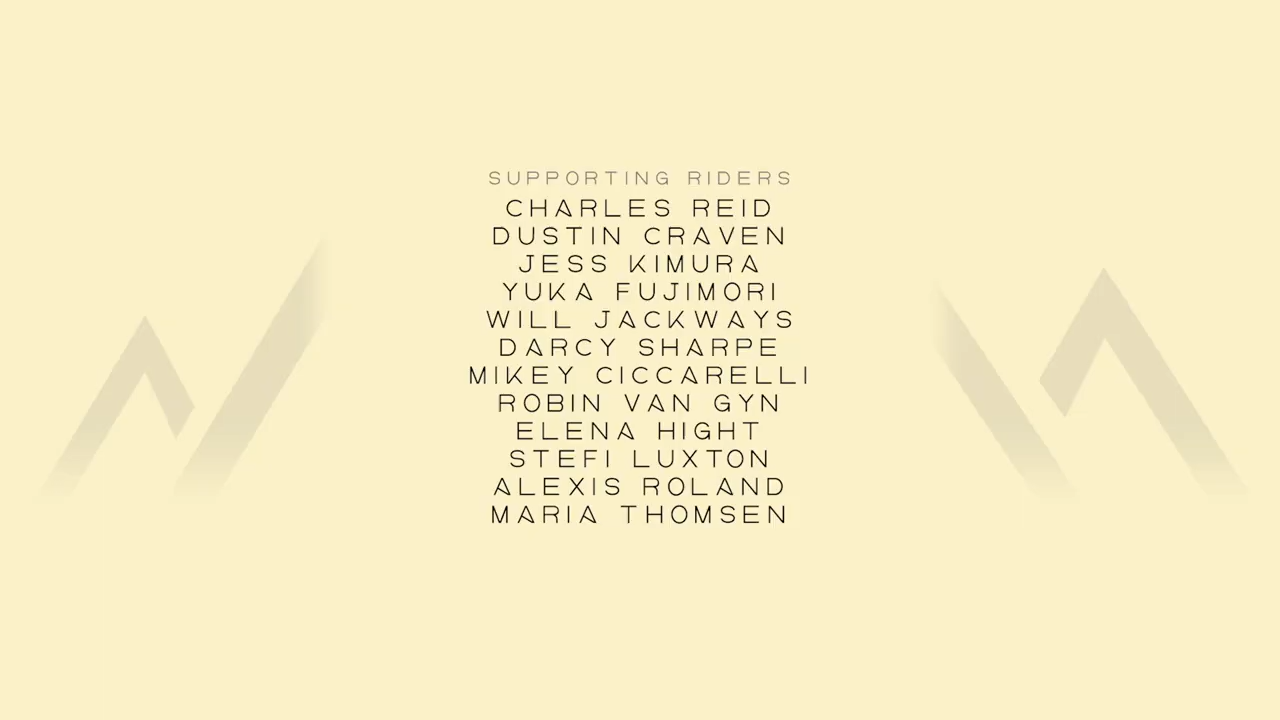 SUPPORTING RIDERS
CHARLES REID
DUSTIN CRAVEN
JESS KIMURA
YUKA FUJIMORI
WILL JACKWAYS
DARCY SHARPE
MIKEY CICCARELLI
ROBIN VAN GYN
ELENA HIGHT
STEFI LUXTON
ALEXIS ROLAND
MARIA THOMSEN